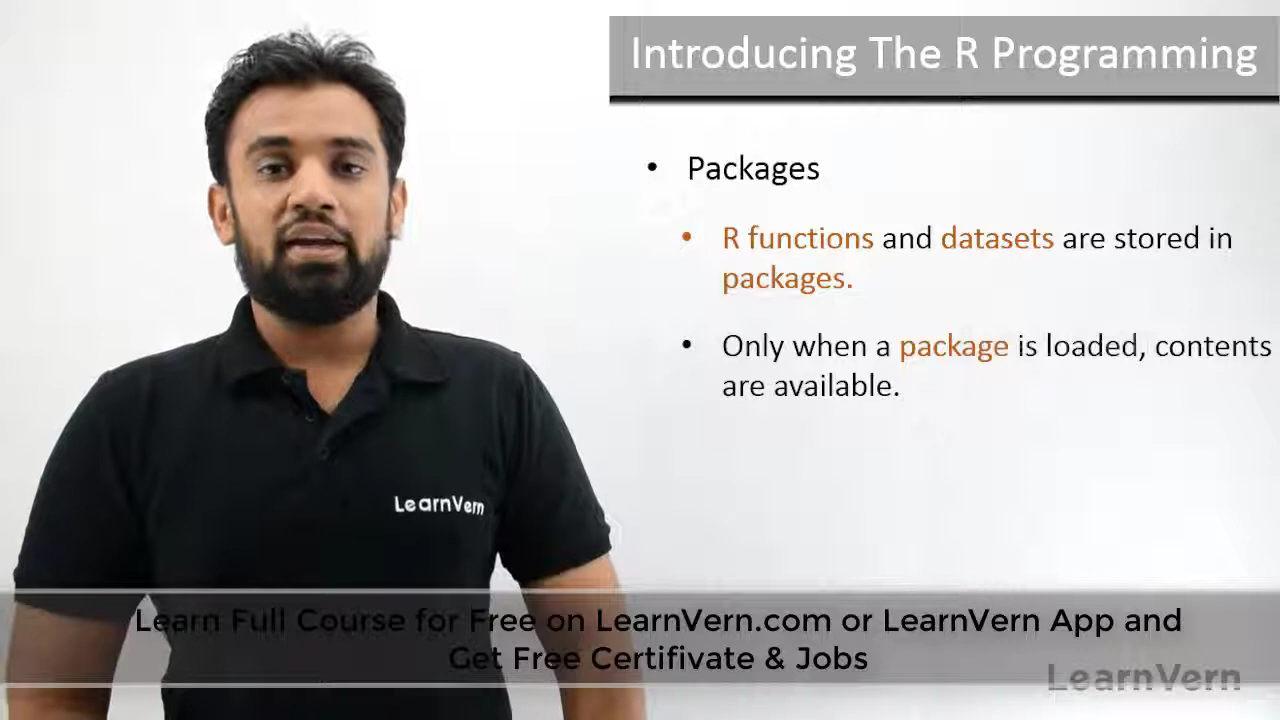 Introducing The R Programming
• Packages
• R functions and datasets are stored in
packages.
• Only when a package is loaded, contents
are available.
LearnVern
Learn Full Course for Free on LearnVern.com or LearnVern App and
Get Free Certifivate & Jobs
LearnVern